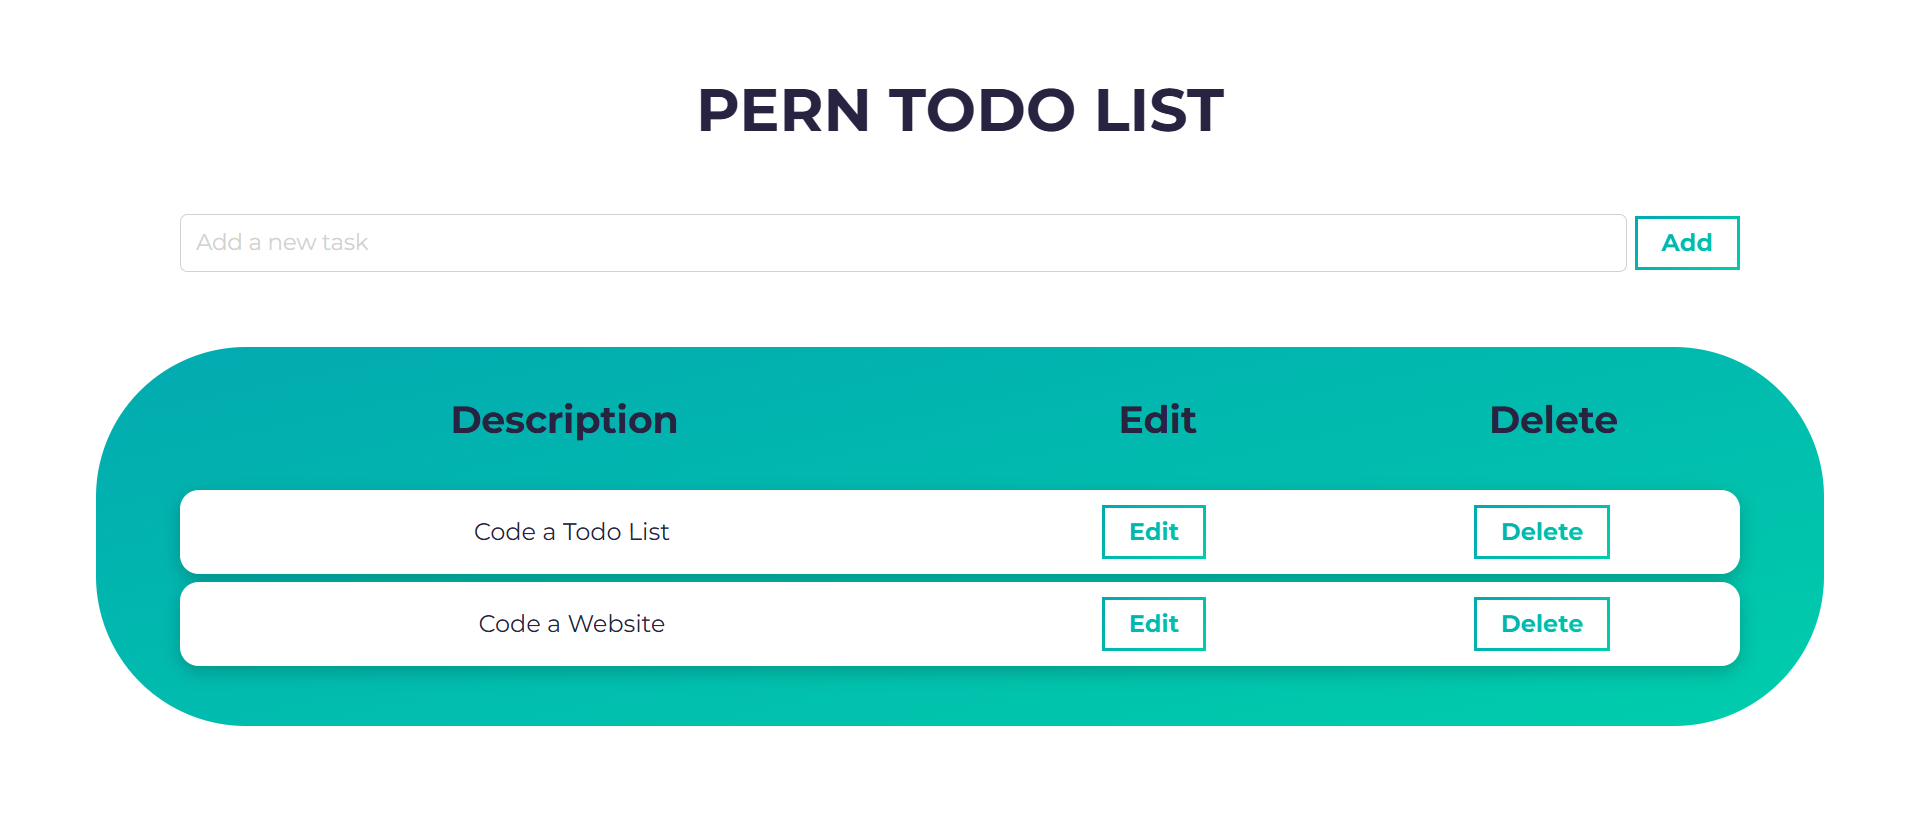 PERN TODO LIST
Add a new task Add
Description Edit Delete
Code a Todo List Edit Delete
Code a Website Edit Delete